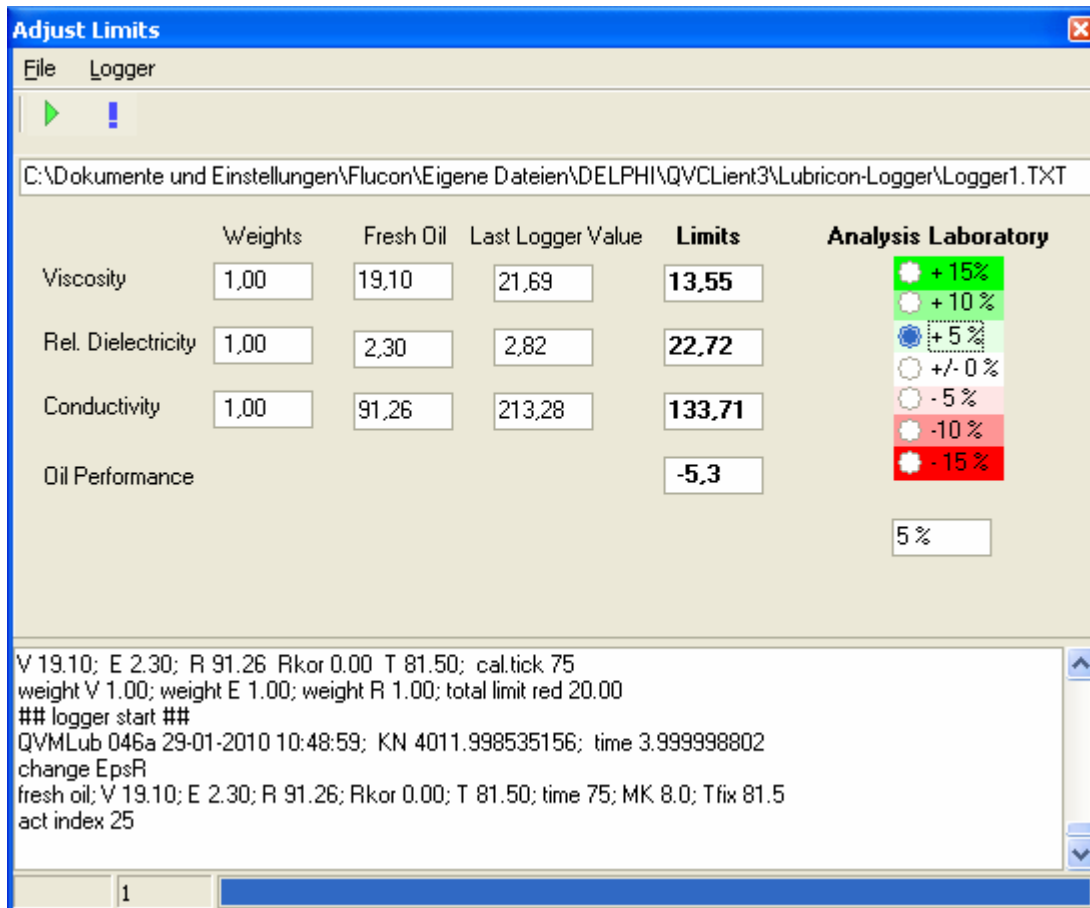 Adjust Limits
File Logger
C:\Dokumente und Einstellungen\Flucon\Eigene Dateien\DELPHI\QVCLient3\Lubricon-Logger\Logger1.TXT
Weights Fresh Oil Last Logger Value Limits Analysis Laboratory
Viscosity 1,00 19,10 21,69 13,55 + 15%
+ 10 %
Rel. Dielectricity 1,00 2,30 2,82 22,72 + 5 %
+/- 0 %
Conductivity 1,00 91,26 213,28 133,71 - 5 %
-10 %
Oil Performance -5,3 - 15 %
5 %
V 19.10; E 2.30; R 91.26 Rkor 0.00 T 81.50; cal.tick 75
weight V 1.00; weight E 1.00; weight R 1.00; total limit red 20.00
## logger start ##
QVMLub 046a 29-01-2010 10:48:59; KN 4011.998535156; time 3.999998802
change EpsR
fresh oil; V 19.10; E 2.30; R 91.26; Rkor 0.00; T 81.50; time 75; MK 8.0; Tfix 81.5
act index 25
1